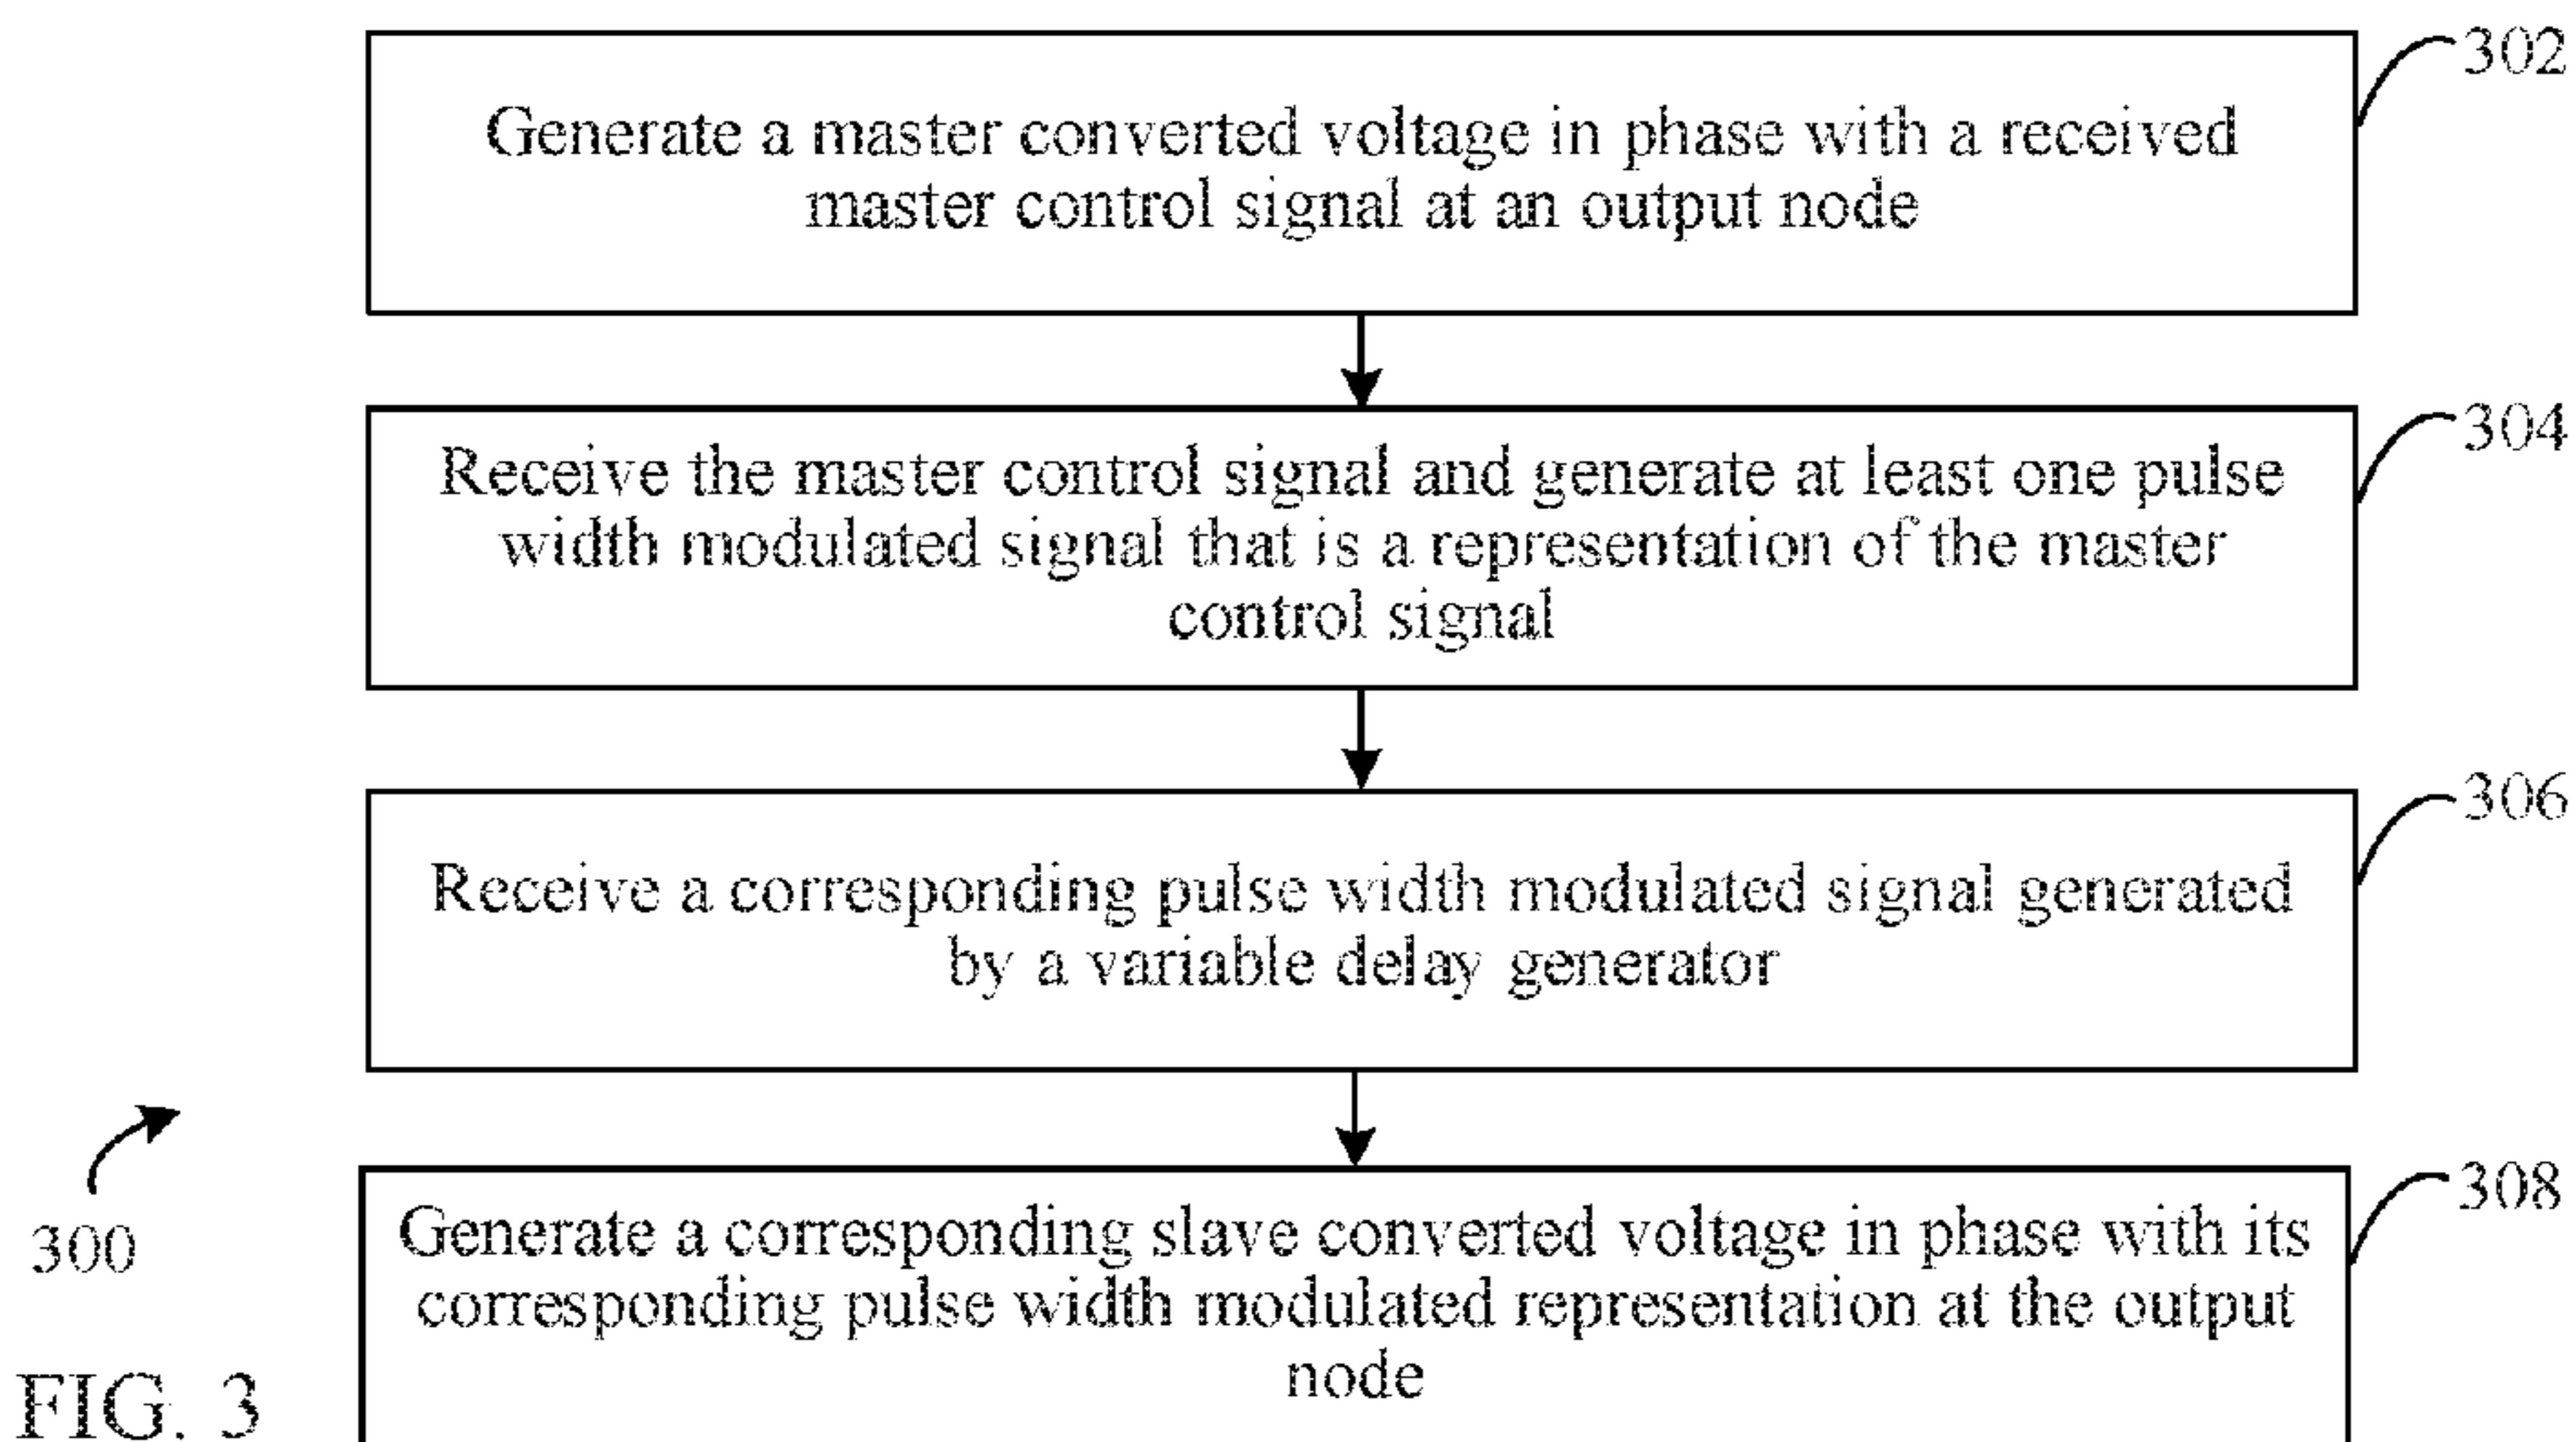 302
Generate a master converted voltage in phase with a received
master control signal at an output node
304
Receive the master control signal and generate at least one pulse
width modulated signal that is a representation of the master
control signal
306
Receive a corresponding pulse width modulated signal generated
by a variable delay generator
308
Generate a corresponding slave converted voltage in phase with its
corresponding pulse width modulated representation at the output
node
300
FIG. 3